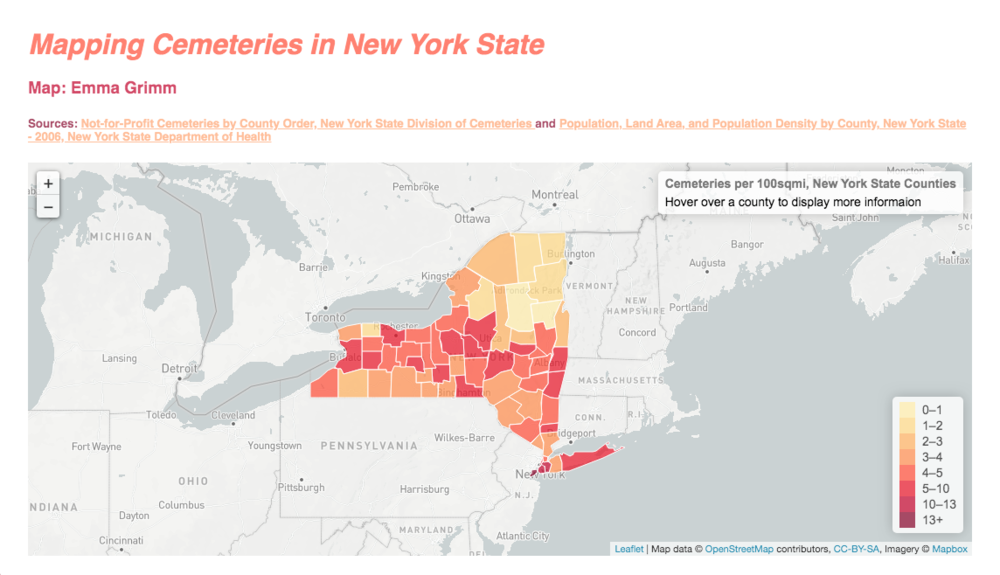 Mapping Cemeteries in New York State
Map: Emma Grimm
Sources: Not-for-Profit Cemeteries by County Order, New York State Division of Cemeteries and Population, Land Area, and Population Density by County, New York State
- 2006, New York State Department of Health
+
−
Cemeteries per 100sqmi, New York State Counties
Hover over a county to display more informaion
Pembroke
Montreal
Ottawa
Saint John
MICHIGAN
Bangor
Burlington
Halifax
Barrie
Augusta
Kingston
Adirondack Park
VERMONT
NEW
HAMPSHIRE
Portland
Toronto
Rochester
Concord
Utica
Lansing
Buffalo
Albany
Detroit
MASSACHUSETTS
Binghamton
Toledo
Cleveland
CONN.
R.I.
Fort Wayne
Youngstown
PENNSYLVANIA
Wilkes-Barre
Bridgeport
New York
OHIO
Pittsburgh
Harrisburg
N.J.
Columbus
INDIANA
Dayton
MARYLAND
Atlantic City
Cincinnati
DEL
0–1
1–2
2–3
3–4
4–5
5–10
10–13
13+
Leaflet | Map data © OpenStreetMap contributors, CC-BY-SA, Imagery © Mapbox